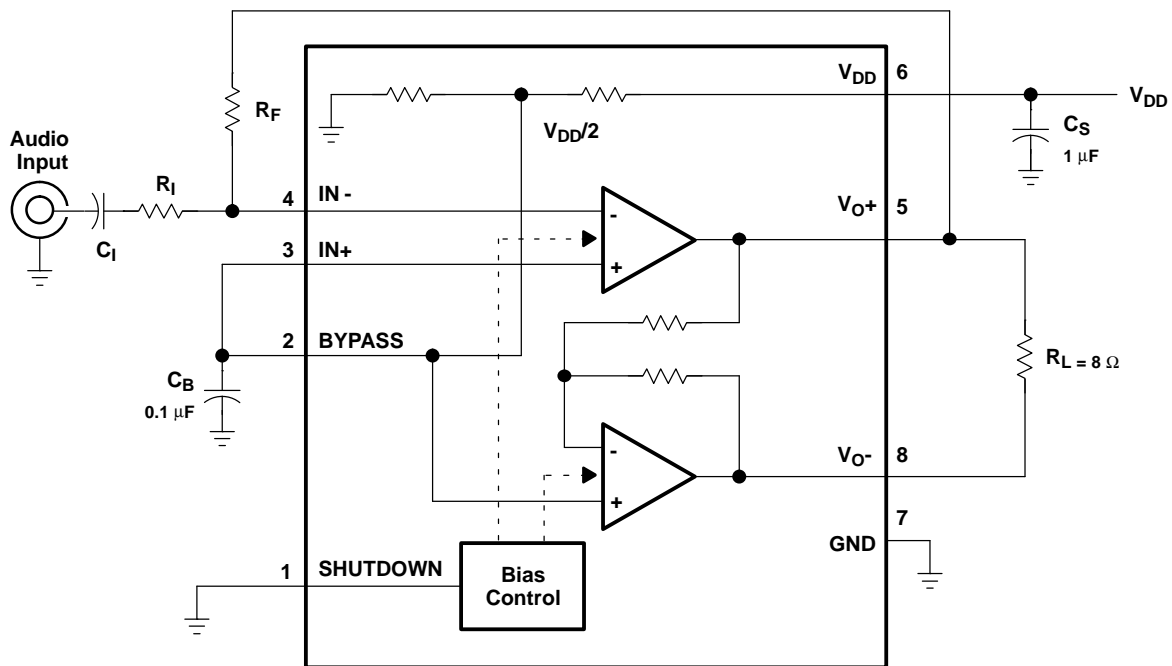 V_DD 6
R_F
V_DD/2
V_DD
C_S
1 μF
Audio
Input
R_I
C_I
4 IN -
-
V_O+ 5
3 IN+
+
2 BYPASS
C_B
0.1 μF
R_L = 8 Ω
-
+
V_O- 8
7
GND
1 SHUTDOWN
Bias
Control